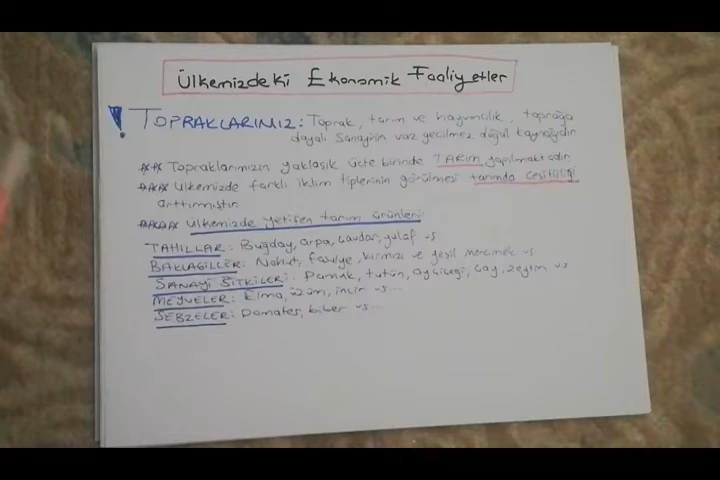 Ülkemizdeki Ekonomik Faaliyetler
! TOPRAKLARIMIZ: Toprak, tarım ve hayvancılık, toprağa
dayalı sanayinin vaz geçilmez doğal kaynağıdır
*** Topraklarımızın yaklaşık üçte birinde TARIM yapılmaktadır
*** Ülkemizde farklı iklim tiplerinin görülmesi tarımda çeşitliliği
arttırmıştır
**** Ülkemizde yetişen tarım ürünleri:
TAHILLAR: Buğday, arpa, çavdar, yulaf vs
BAKLAGİLLER: Nohut, fasulye, kırmızı ve yeşil mercimek vs
SANAYİ BİTKİLERİ: Pamuk, tütün, ayçiçeği, çay, zeytin vs
MEYVELER: Elma, üzüm, incir vs...
SEBZELER: Domates, biber vs...